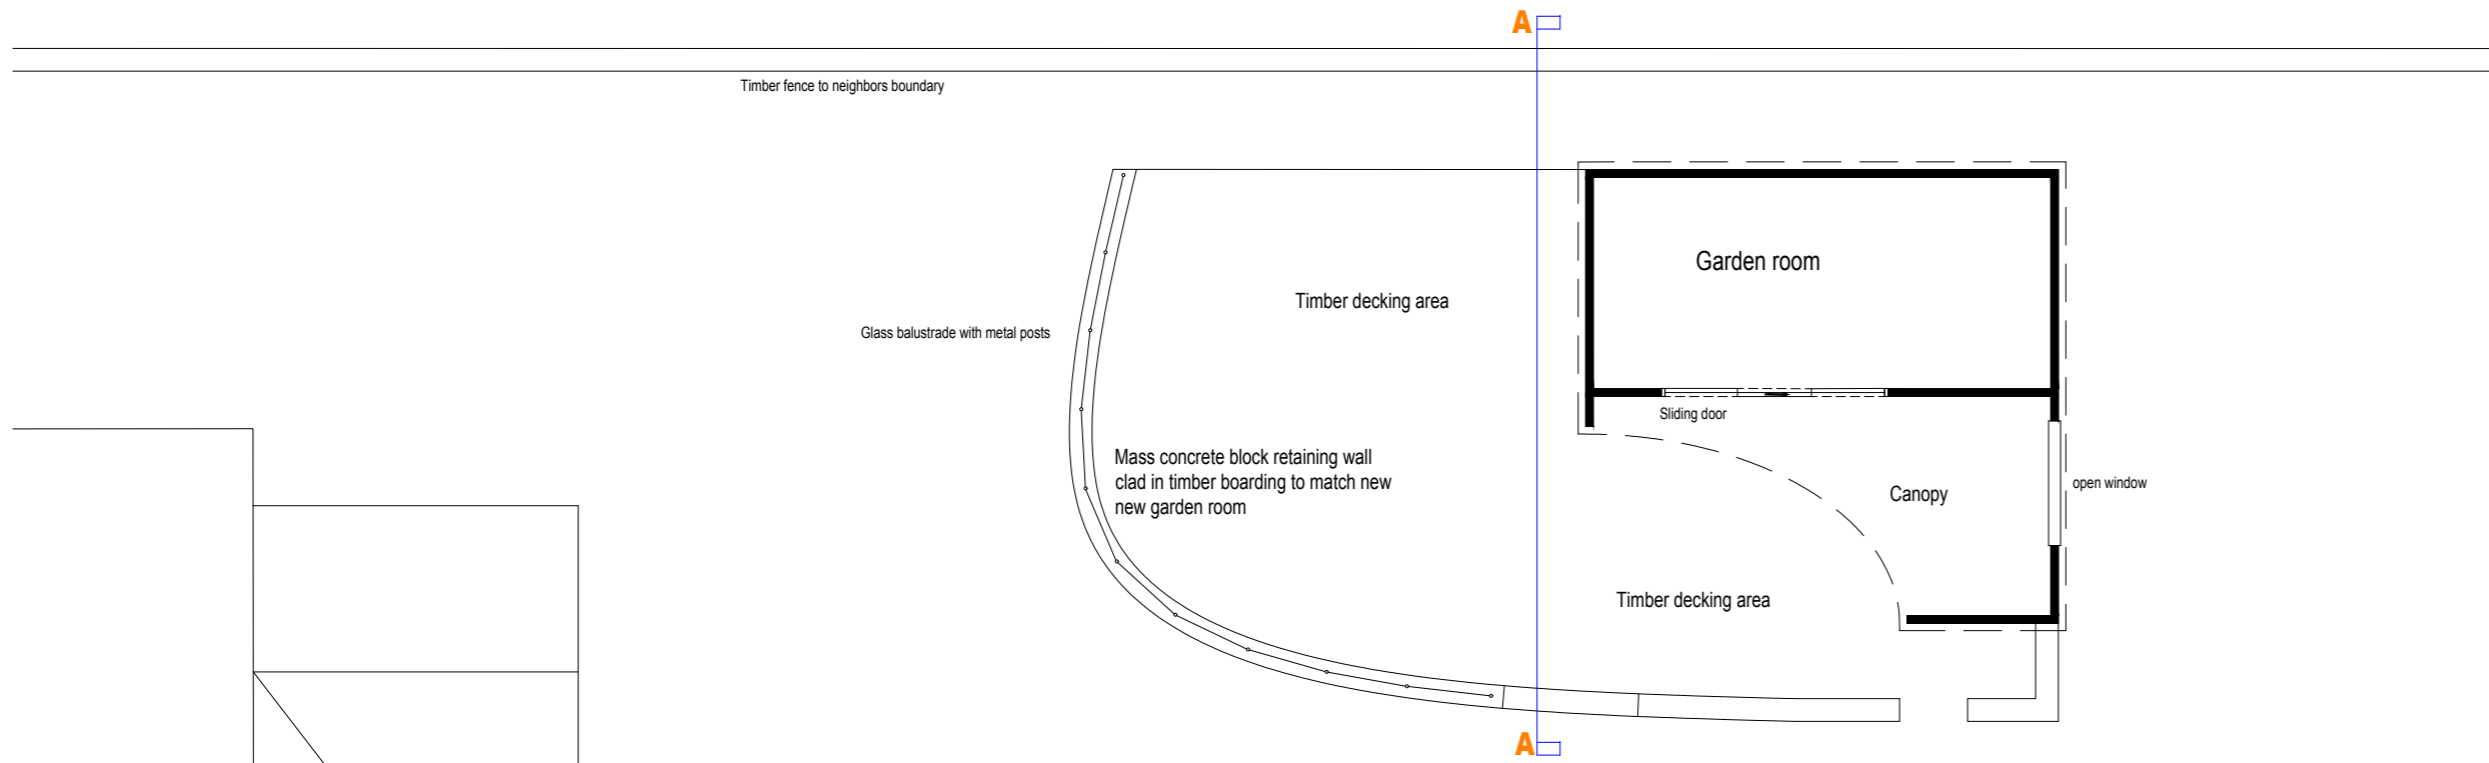 A
Timber fence to neighbors boundary
Garden room
Timber decking area
Glass balustrade with metal posts
Sliding door
Mass concrete block retaining wall
clad in timber boarding to match new
new garden room
Canopy
open window
Timber decking area
A